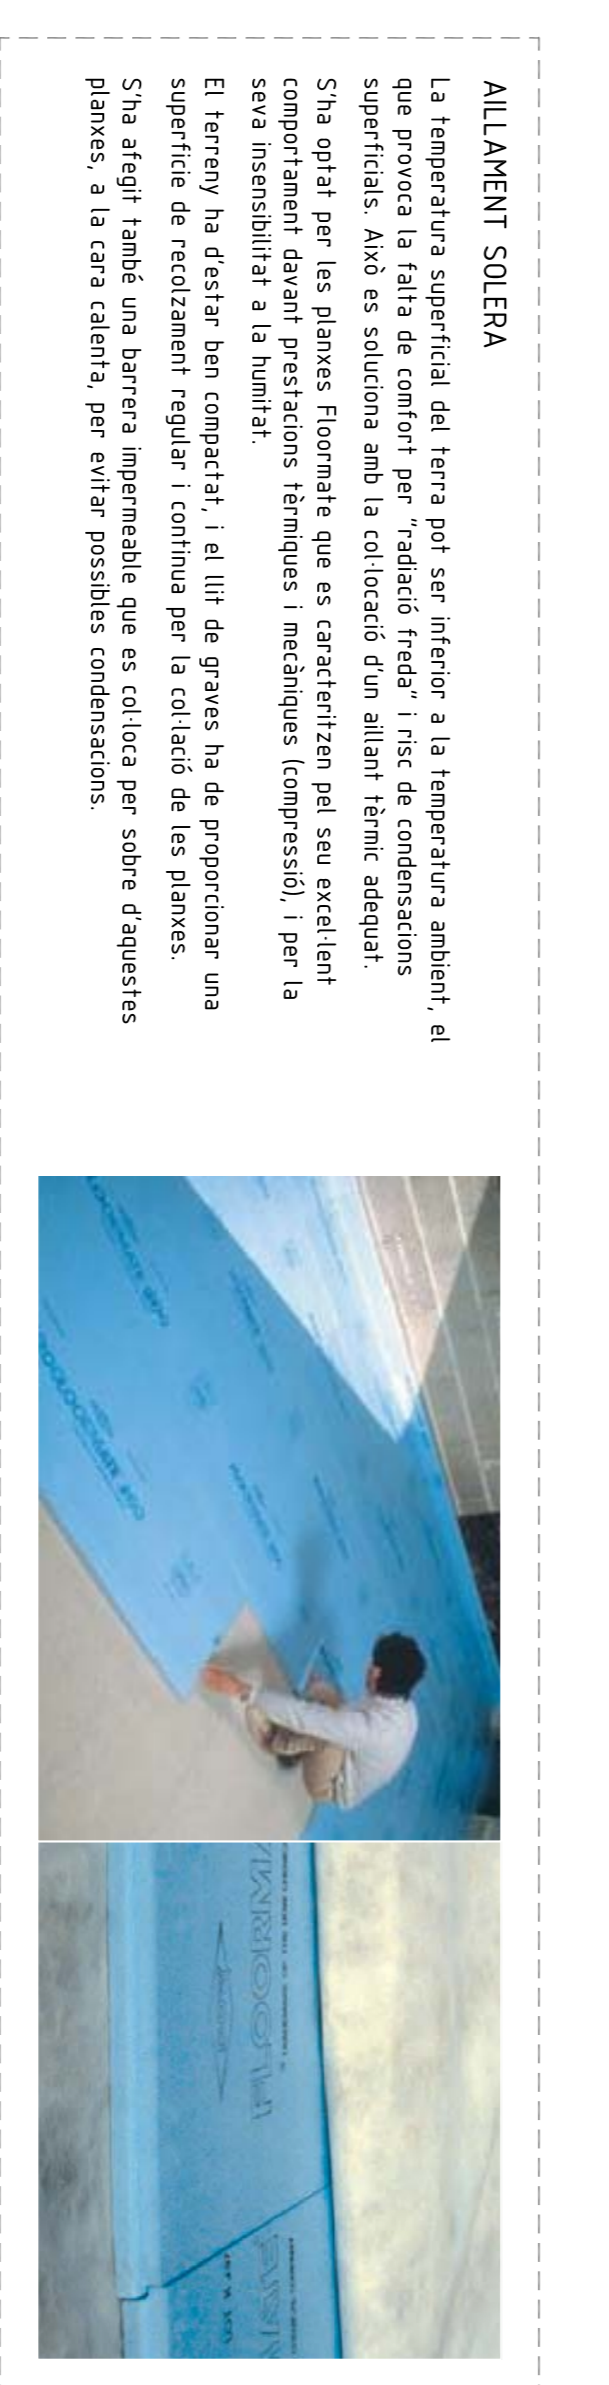 AILLAMENT SOLERA
La temperatura superficial del terra pot ser inferior a la temperatura ambient, el
que provoca la falta de comfort per "radiació freda" i risc de condensacions
superficials. Això es soluciona amb la col·locació d'un aillant tèrmic adequat.
S'ha optat per les planxes Floormate que es caracteritzen pel seu excel·lent
comportament davant prestacions tèrmiques i mecàniques (compressió), i per la
seva insensibilitat a la humitat.
El terreny ha d'estar ben compactat, i el llit de graves ha de proporcionar una
superficie de recolzament regular i continua per la col·lació de les planxes.
S'ha afegit també una barrera impermeable que es col·loca per sobre d'aquestes
planxes, a la cara calenta, per evitar possibles condensacions.